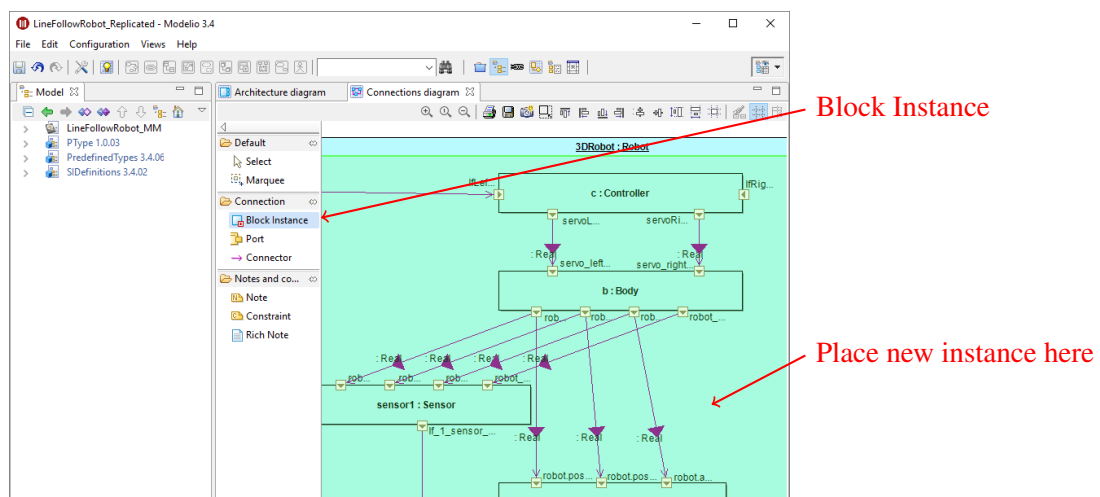 LineFollowRobot_Replicated - Modelio 3.4
File Edit Configuration Views Help
Model
Architecture diagram
Connections diagram
LineFollowRobot_MM
PType 1.0.03
PredefinedTypes 3.4.06
SIDefinitions 3.4.02
Default
Select
Marquee
Connection
Block Instance
Port
Connector
Notes and co...
Note
Constraint
Rich Note
3DRobot : Robot
lfLef...
c : Controller
lfRig...
servoL...
servoRi...
: Real
: Real
servo_left...
servo_right...
b : Body
rob...
rob...
rob...
robot_...
: Real
: Real
: Real
: Real
rob...
rob...
rob...
robot_...
sensor1 : Sensor
lf_1_sensor_...
: Real
: Real
: Real
robot.pos...
robot.pos...
robot.a...
Block Instance
Place new instance here